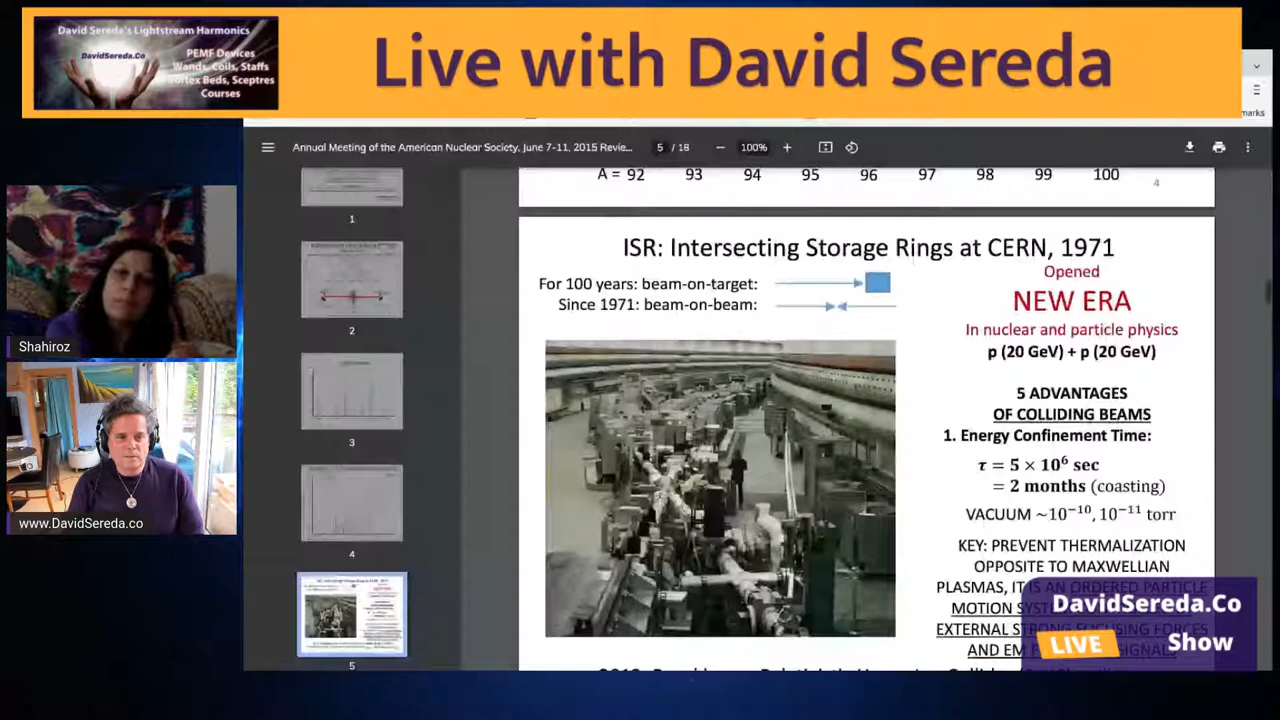 David Sereda's Lightstream Harmonics
DavidSereda.Co
PEMF Devices
Wands, Coils, Staffs
Vortex Beds, Sceptres
Courses
Live with David Sereda
marks
Annual Meeting of the American Nuclear Society, June 7-11, 2015 Revie...
5 / 18
100%
A = 92 93 94 95 96 97 98 99 100
4
1
2
3
4
5
ISR: Intersecting Storage Rings at CERN, 1971
For 100 years: beam-on-target:
Since 1971: beam-on-beam:
Opened
NEW ERA
In nuclear and particle physics
p (20 GeV) + p (20 GeV)
5 ADVANTAGES
OF COLLIDING BEAMS
1. Energy Confinement Time:
τ = 5 × 10⁶ sec
= 2 months (coasting)
VACUUM ~10⁻¹⁰, 10⁻¹¹ torr
KEY: PREVENT THERMALIZATION
OPPOSITE TO MAXWELLIAN
PLASMAS, IT IS AN ORDERED PARTICLE
MOTION SYST
EXTERNAL STRONG FOCUSING FORCES
AND EM
Shahiroz
www.DavidSereda.co
DavidSereda.Co
LIVE Show